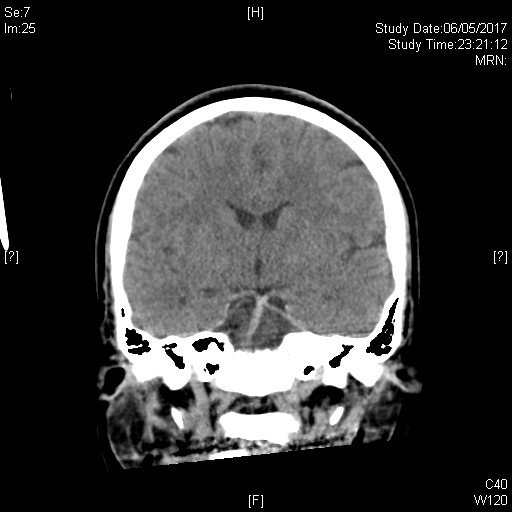 Se:7
Im:25
[H]
Study Date:06/05/2017
Study Time:23:21:12
MRN:
[?]
[?]
[F]
C40
W120